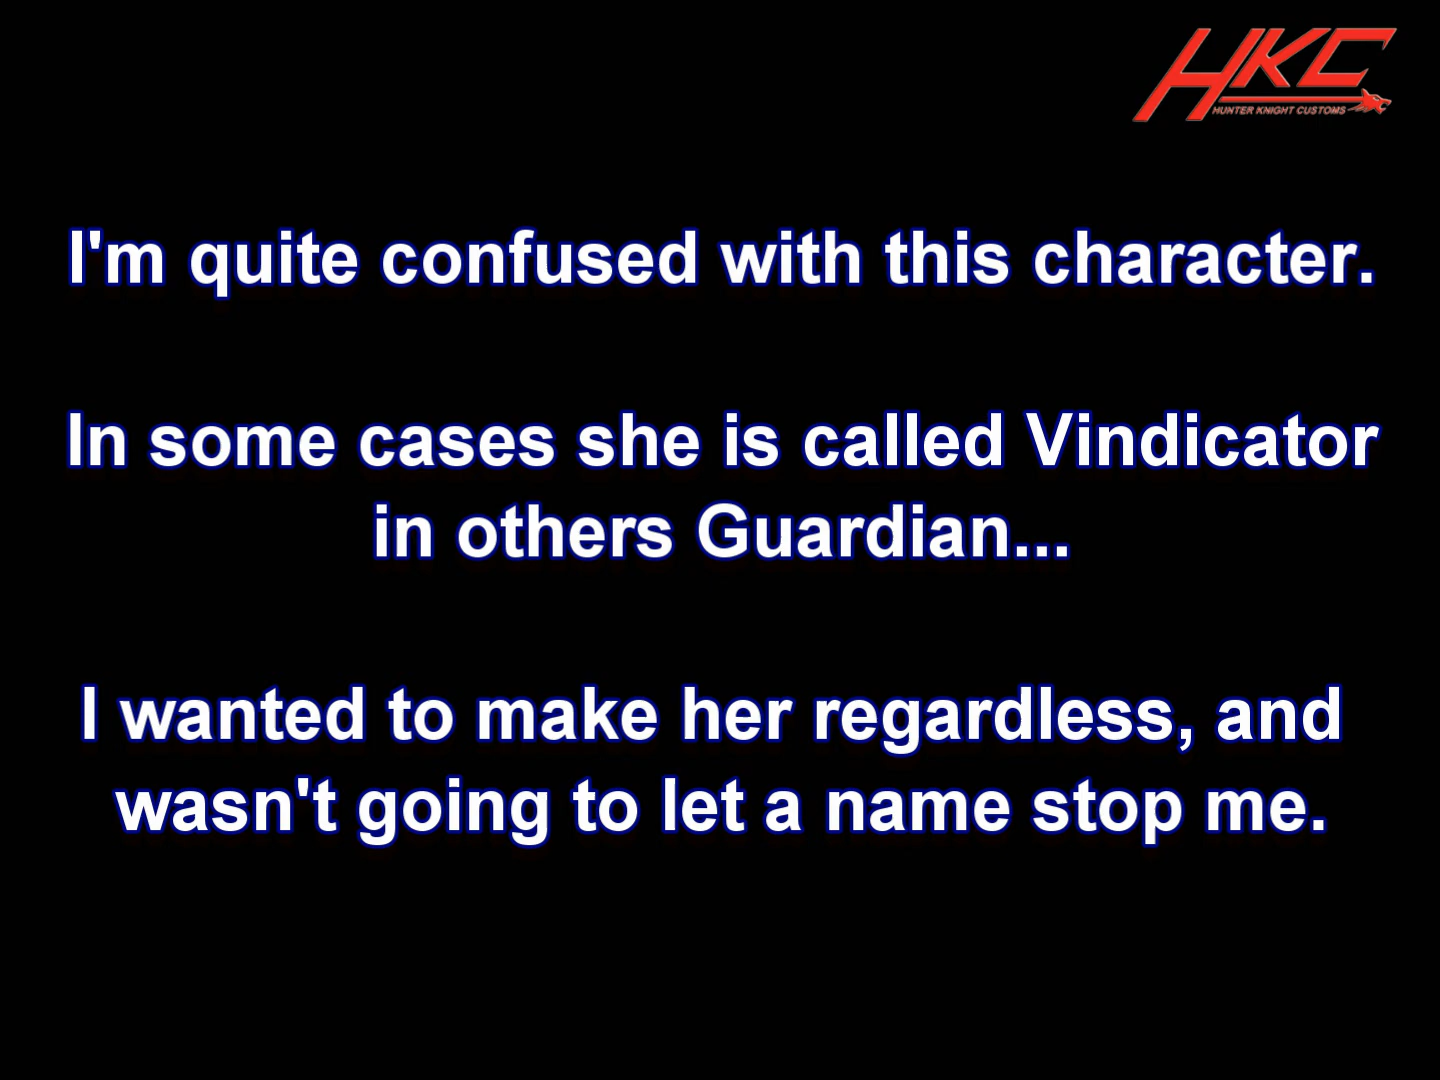 HKC
HUNTER KNIGHT CUSTOMS
I'm quite confused with this character.
In some cases she is called Vindicator
in others Guardian...
I wanted to make her regardless, and
wasn't going to let a name stop me.